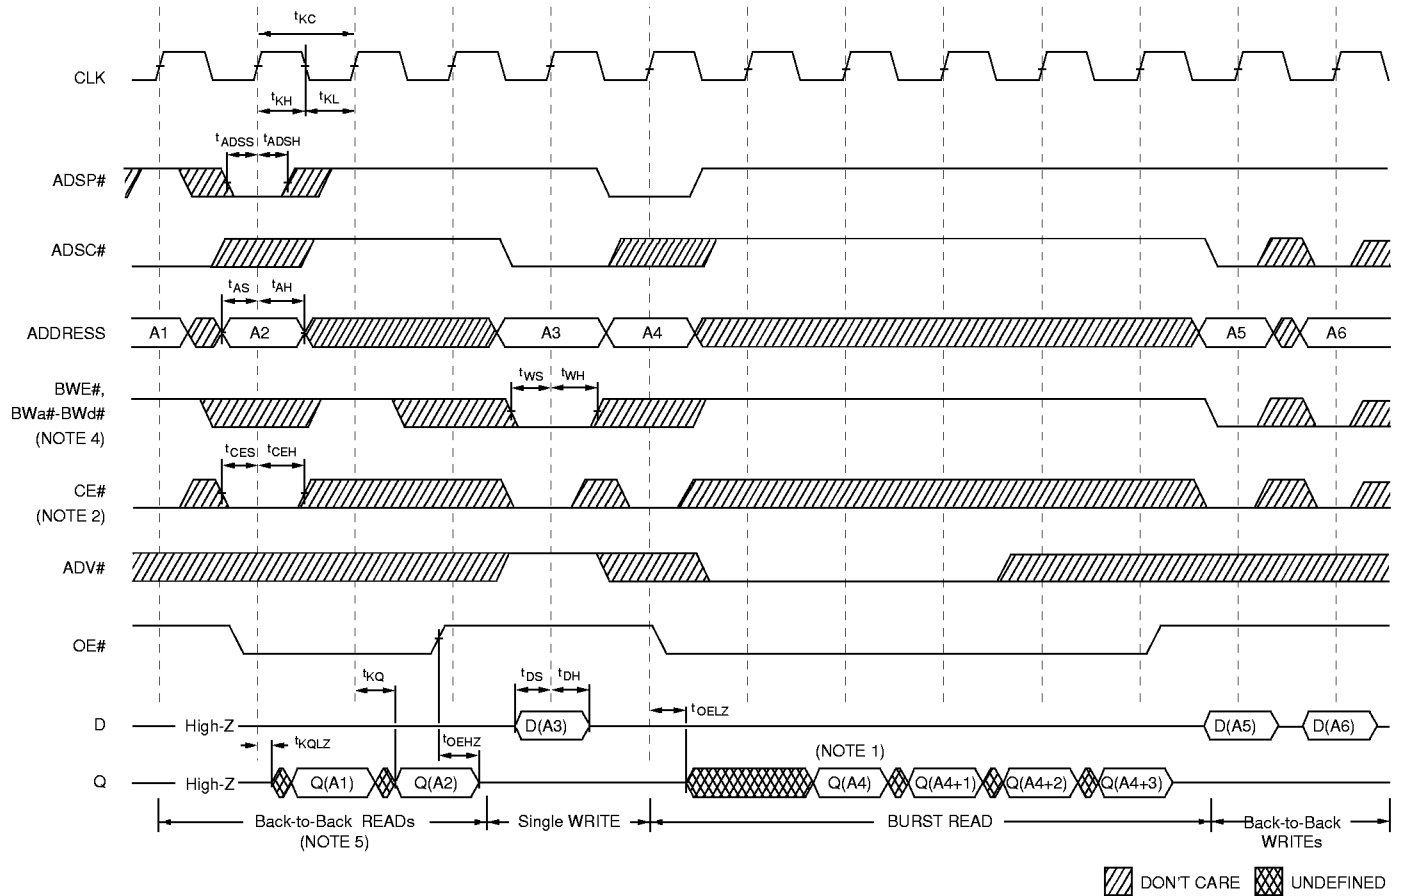 tKC
CLK
tKH
tKL
tADSS
tADSH
ADSP#
ADSC#
tAS
tAH
ADDRESS
A1
A2
A3
A4
A5
A6
BWE#,
BWa#-BWd#
(NOTE 4)
tWS
tWH
tCES
tCEH
CE#
(NOTE 2)
ADV#
OE#
tKQ
tDS
tDH
tOELZ
D
High-Z
D(A3)
D(A5)
D(A6)
tKQLZ
tOEHZ
(NOTE 1)
Q
High-Z
Q(A1)
Q(A2)
Q(A4)
Q(A4+1)
Q(A4+2)
Q(A4+3)
Back-to-Back READs
(NOTE 5)
Single WRITE
BURST READ
Back-to-Back
WRITEs
DON'T CARE
UNDEFINED